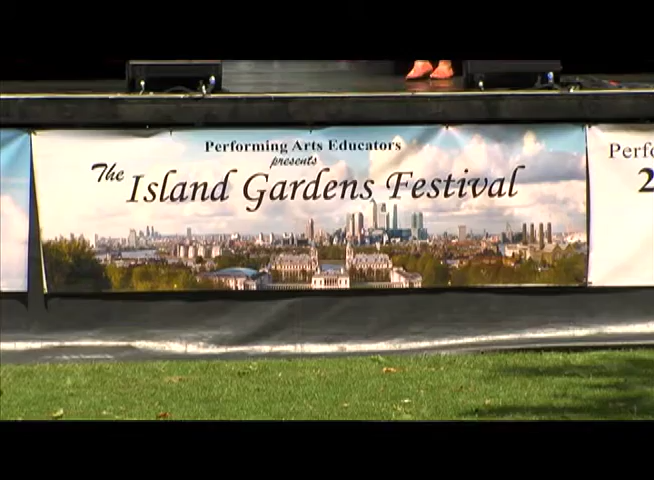 Performing Arts Educators
presents
The Island Gardens Festival
Perfo
2